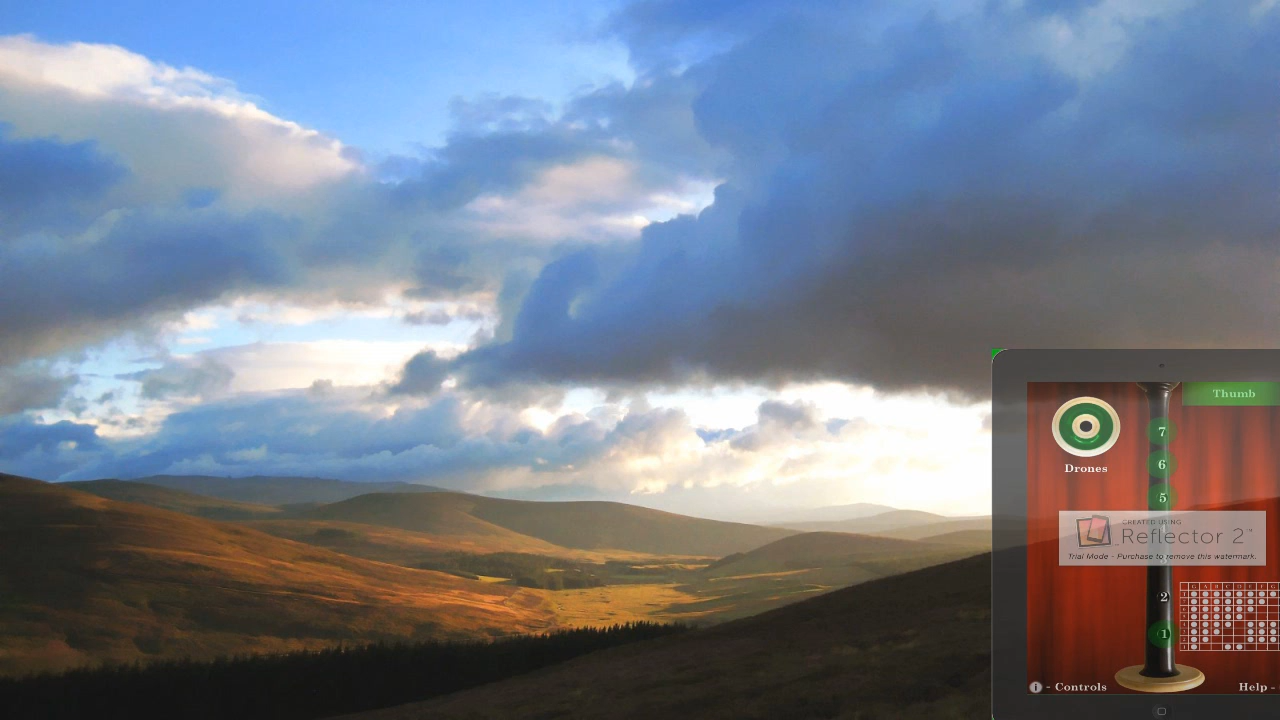 Thumb
7
Drones
6
5
CREATED USING
Reflector 2™
Trial Mode - Purchase to remove this watermark.
2
1
i - Controls
Help -